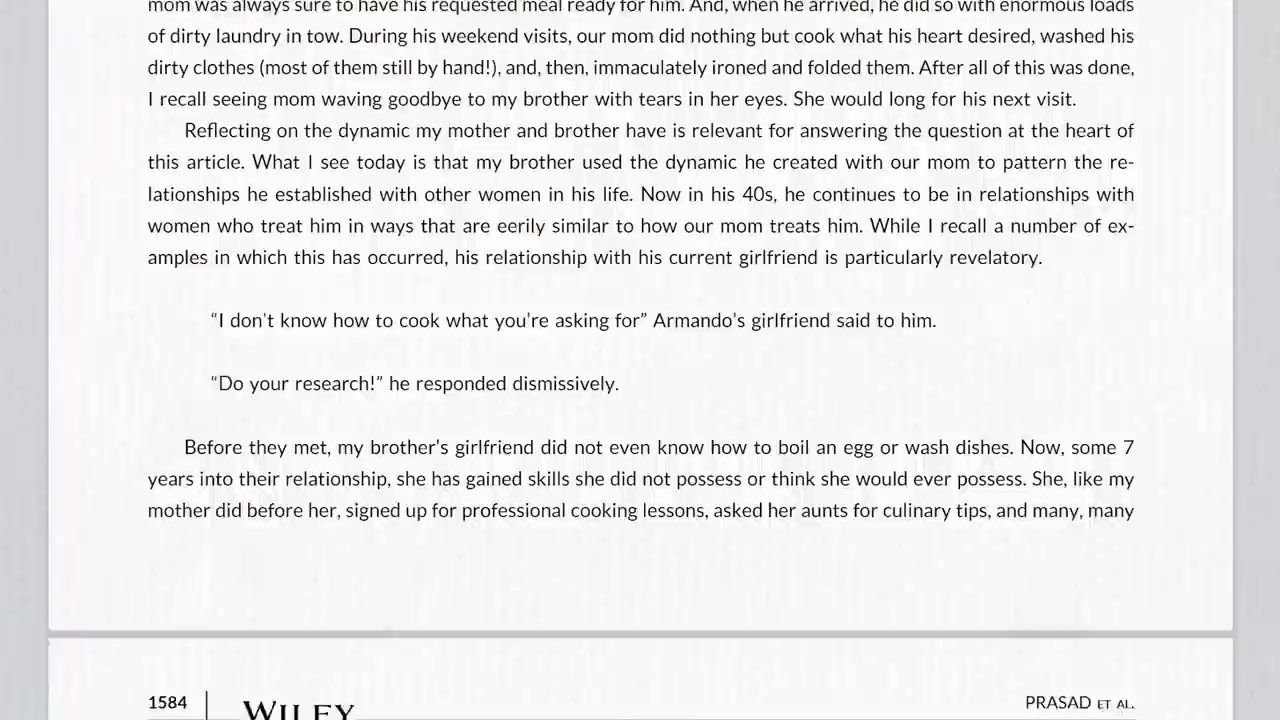 mom was always sure to have his requested meal ready for him. And, when he arrived, he did so with enormous loads
of dirty laundry in tow. During his weekend visits, our mom did nothing but cook what his heart desired, washed his
dirty clothes (most of them still by hand!), and, then, immaculately ironed and folded them. After all of this was done,
I recall seeing mom waving goodbye to my brother with tears in her eyes. She would long for his next visit.
Reflecting on the dynamic my mother and brother have is relevant for answering the question at the heart of
this article. What I see today is that my brother used the dynamic he created with our mom to pattern the re-
lationships he established with other women in his life. Now in his 40s, he continues to be in relationships with
women who treat him in ways that are eerily similar to how our mom treats him. While I recall a number of ex-
amples in which this has occurred, his relationship with his current girlfriend is particularly revelatory.
“I don’t know how to cook what you’re asking for” Armando’s girlfriend said to him.
“Do your research!” he responded dismissively.
Before they met, my brother’s girlfriend did not even know how to boil an egg or wash dishes. Now, some 7
years into their relationship, she has gained skills she did not possess or think she would ever possess. She, like my
mother did before her, signed up for professional cooking lessons, asked her aunts for culinary tips, and many, many
1584 WILEY PRASAD ET AL.